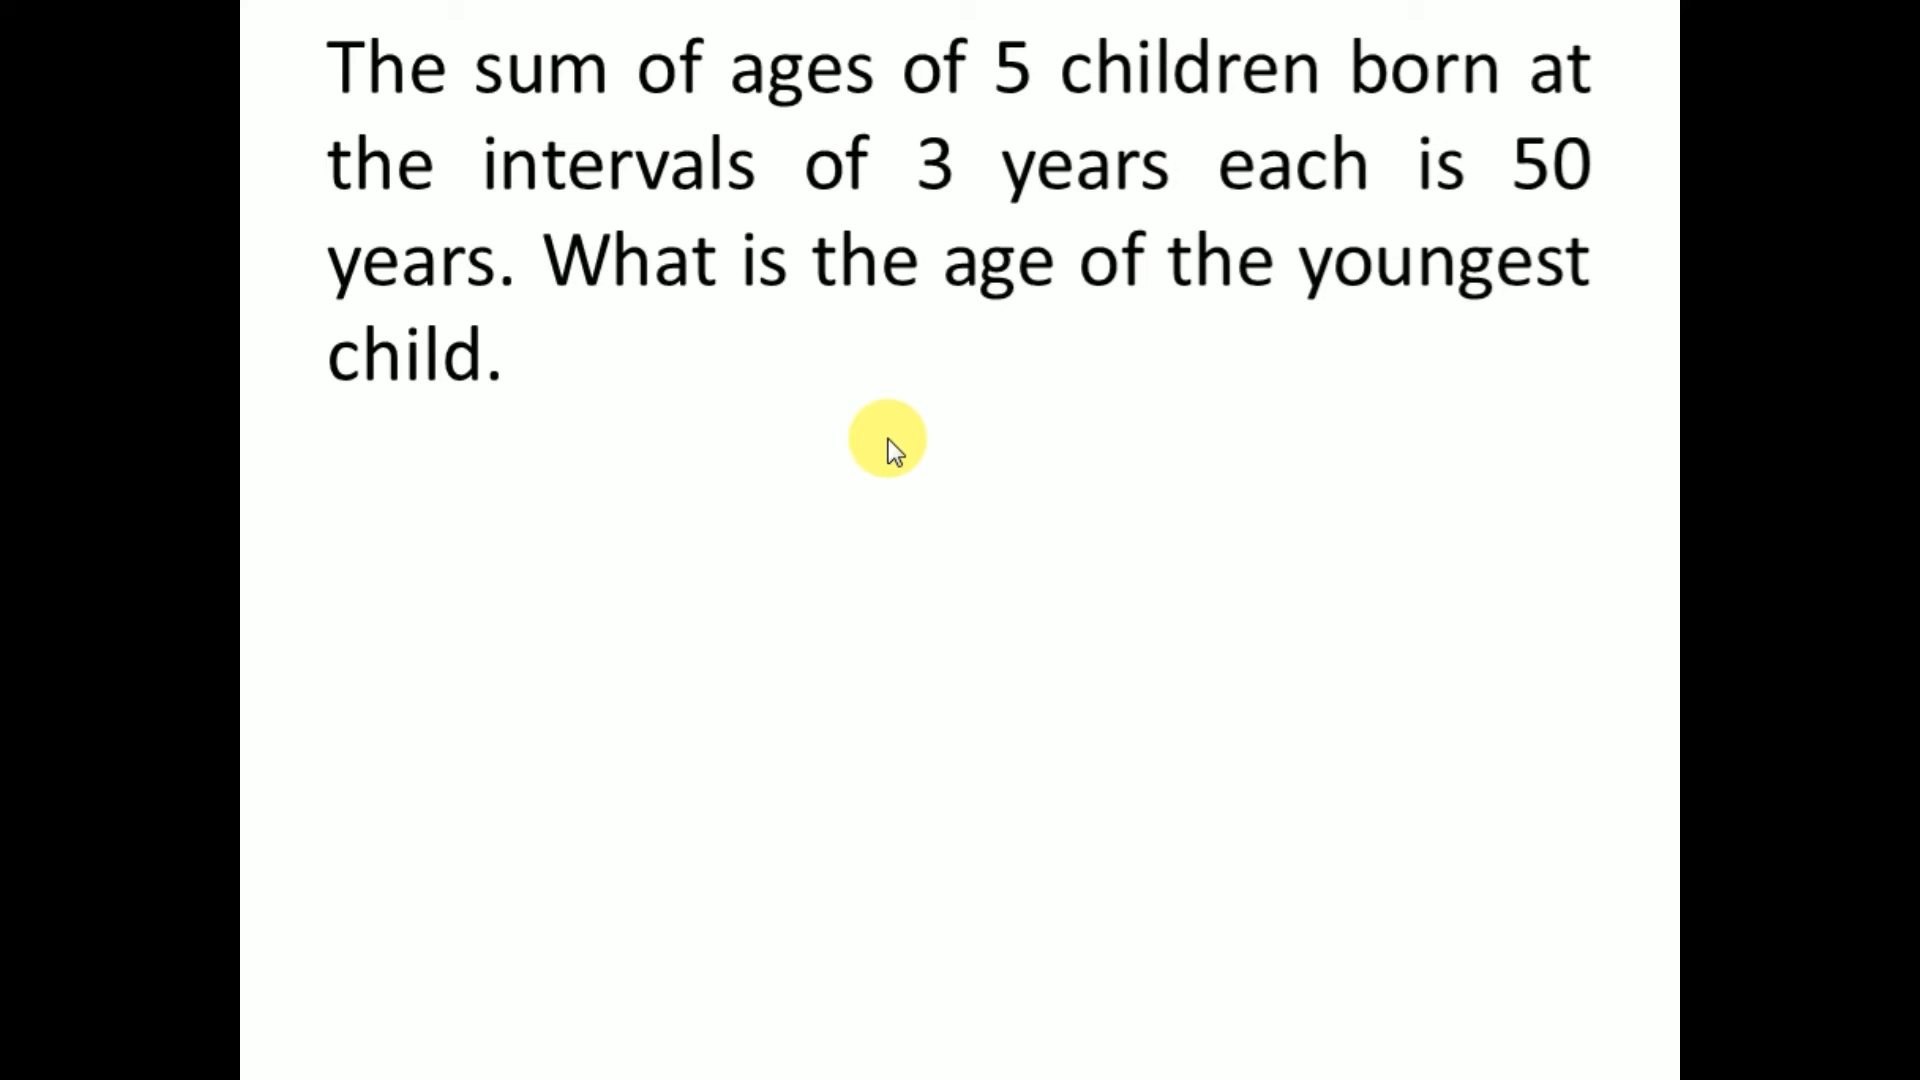 The sum of ages of 5 children born at
the intervals of 3 years each is 50
years. What is the age of the youngest
child.